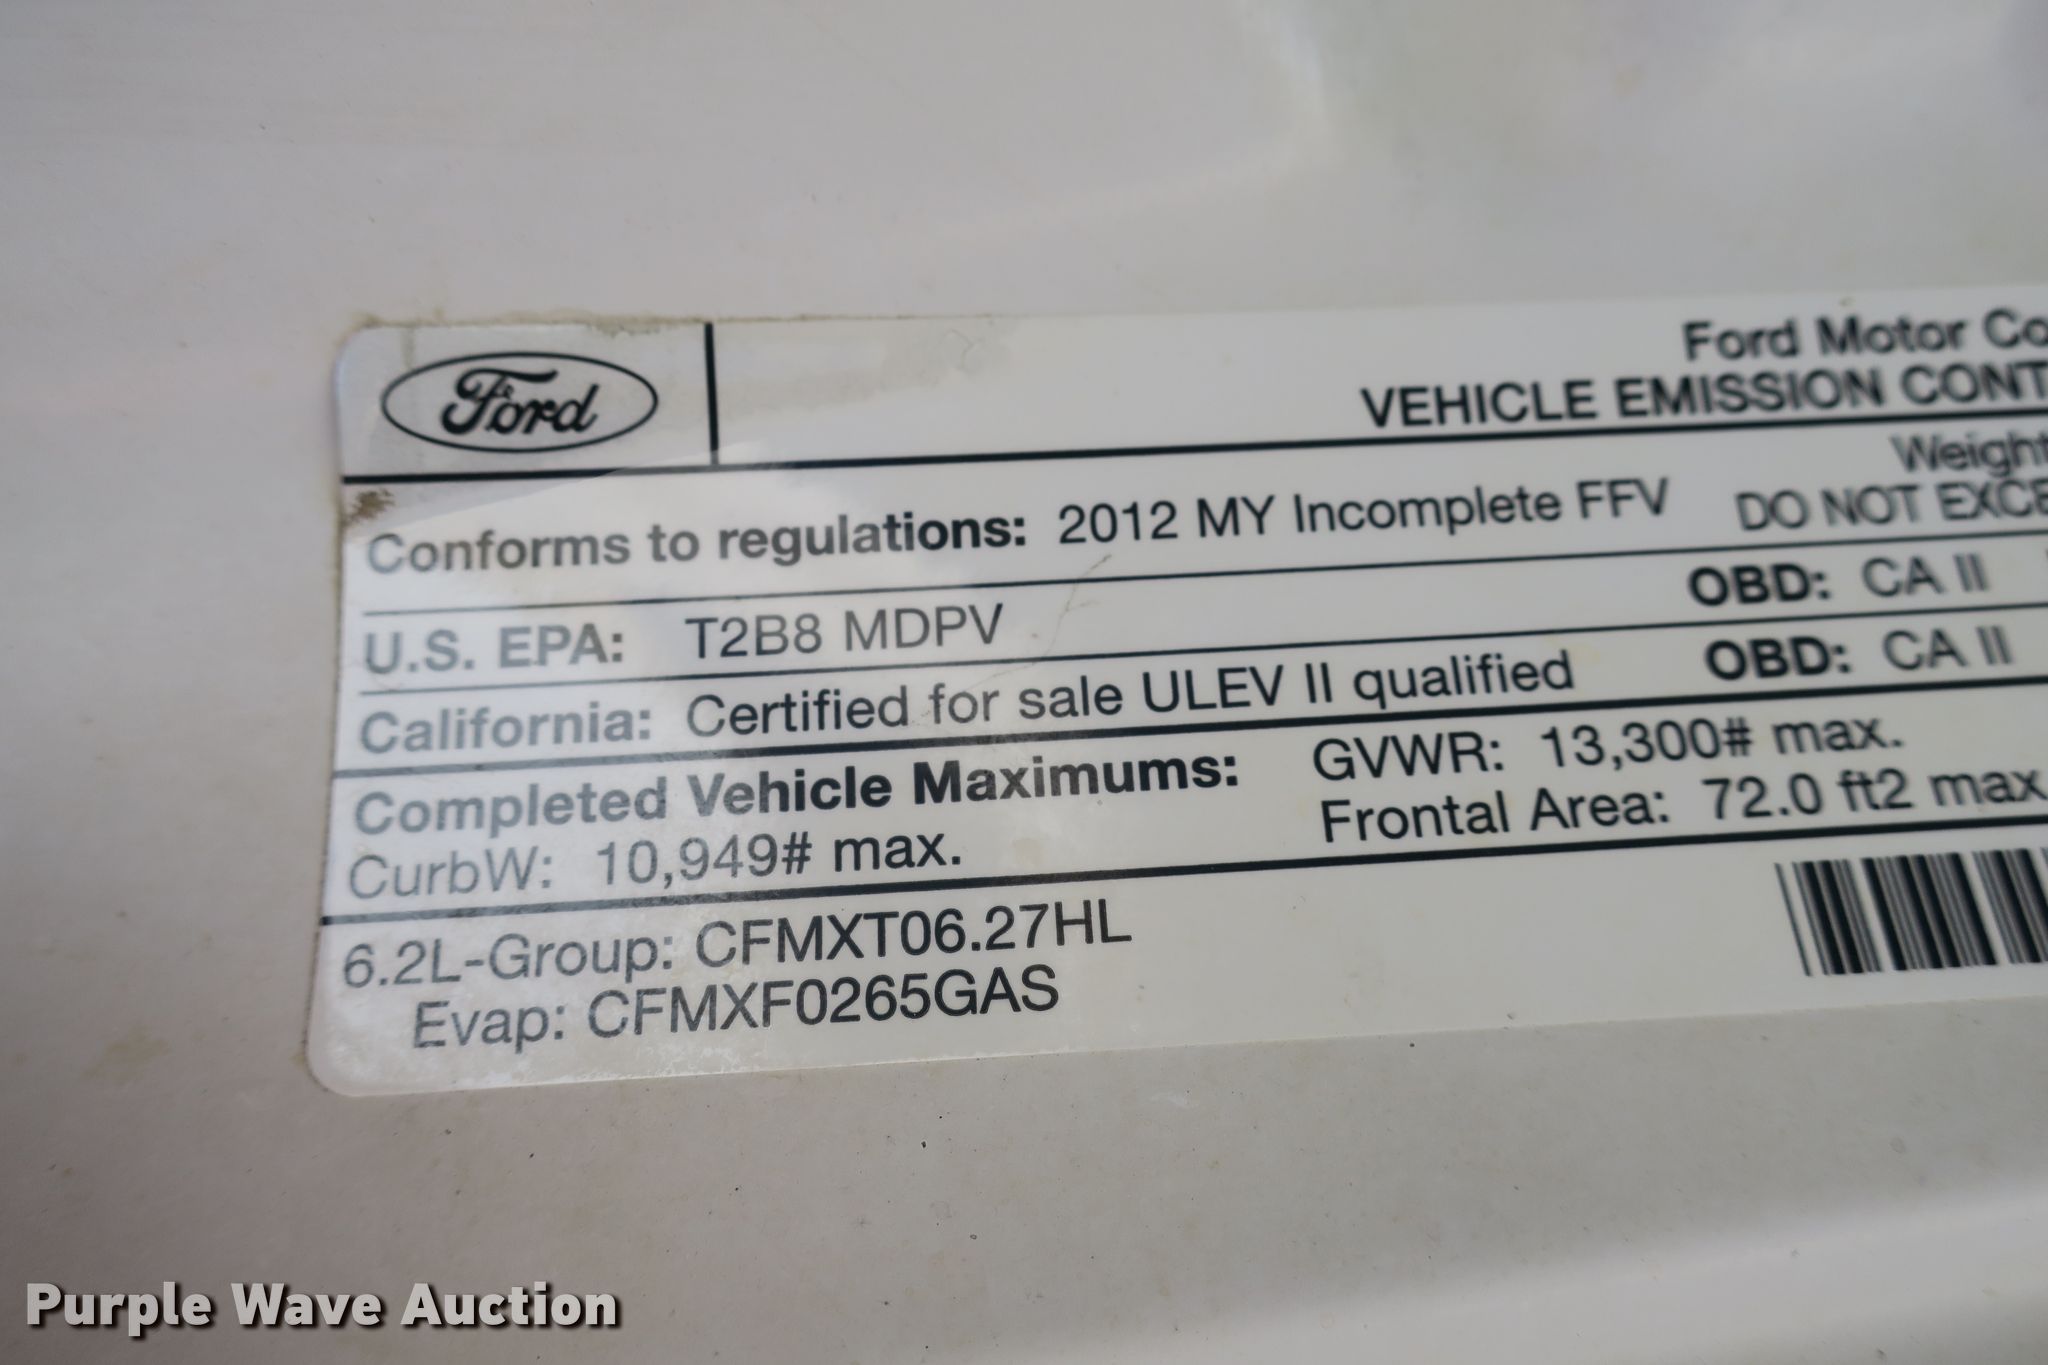 Ford
Ford Motor Co
VEHICLE EMISSION CONT
Conforms to regulations: 2012 MY Incomplete FFV
Weight
DO NOT EXCE
U.S. EPA: T2B8 MDPV OBD: CA II
California: Certified for sale ULEV II qualified OBD: CA II
Completed Vehicle Maximums: GVWR: 13,300# max.
CurbW: 10,949# max. Frontal Area: 72.0 ft2 max
6.2L-Group: CFMXT06.27HL
Evap: CFMXF0265GAS
Purple Wave Auction